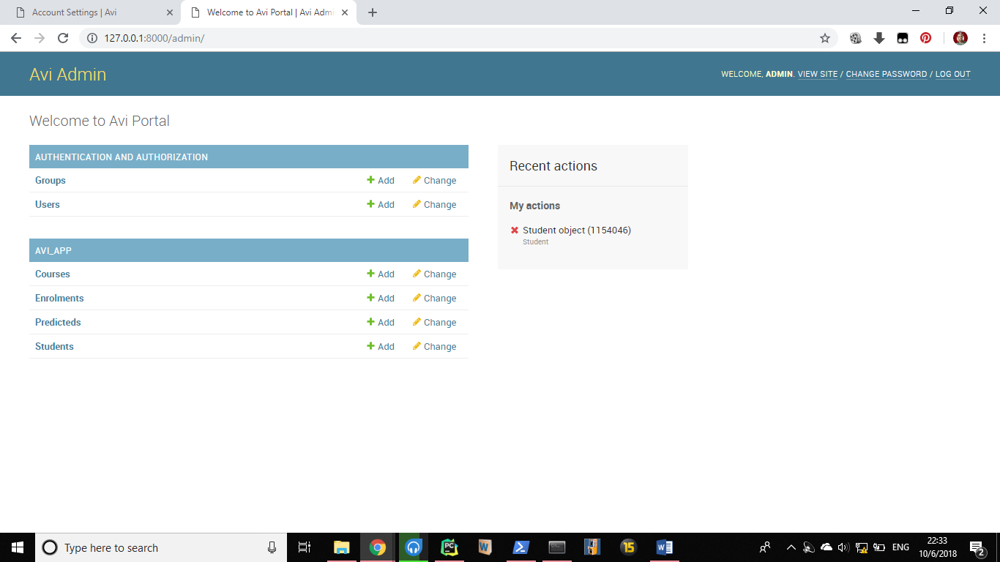 Account Settings | Avi
Welcome to Avi Portal | Avi Admi
127.0.0.1:8000/admin/
Avi Admin
WELCOME, ADMIN. VIEW SITE / CHANGE PASSWORD / LOG OUT
Welcome to Avi Portal
AUTHENTICATION AND AUTHORIZATION
Groups Add Change
Users Add Change
AVI_APP
Courses Add Change
Enrolments Add Change
Predicteds Add Change
Students Add Change
Recent actions
My actions
Student object (1154046)
Student
Type here to search
PC
W
15
W
ENG
22:33
10/6/2018
2